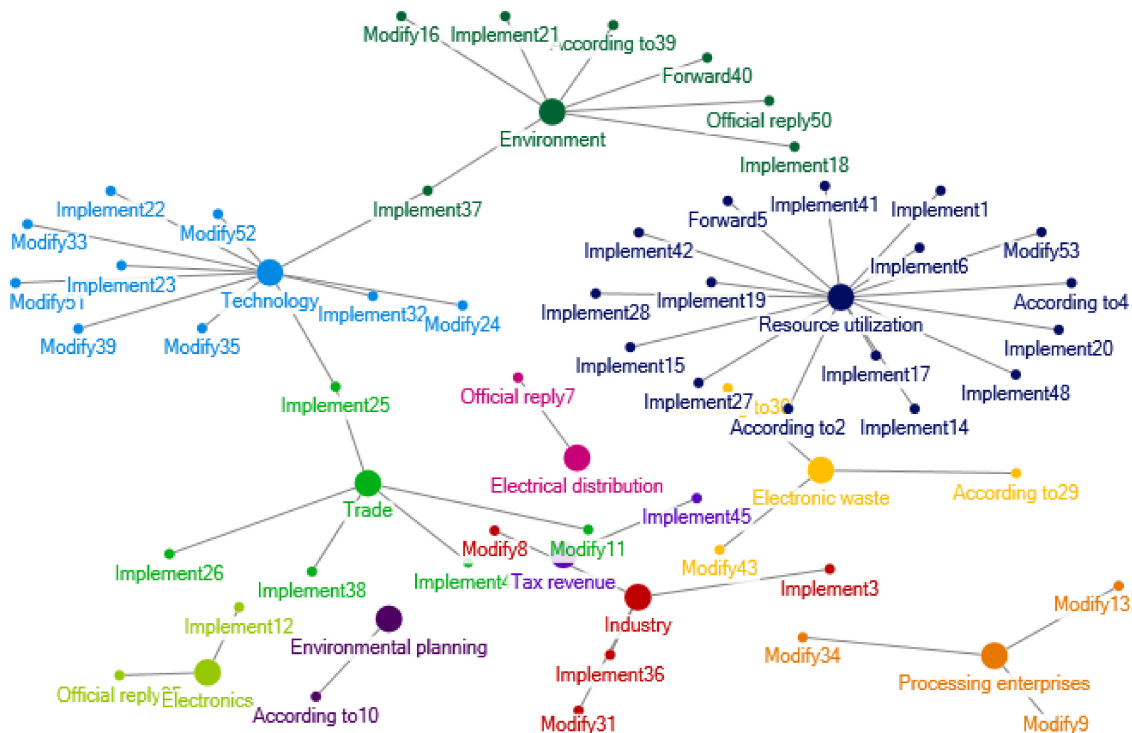 Modify16
Implement21
According to39
Forward40
Official reply50
Environment
Implement18
Implement37
Implement22
Modify52
Modify33
Implement23
Technology
Modify51
Implement32
Modify24
Modify39
Modify35
Implement41
Implement1
Forward5
Implement42
Implement6
Modify53
Implement19
According to4
Implement28
Resource utilization
Implement20
Implement15
Implement17
Implement27
Implement48
According to2
Implement14
Implement25
Official reply7
Electrical distribution
Electronic waste
According to29
Trade
Implement45
Modify8
Modify11
Modify43
Implement26
Implement38
Tax revenue
Implement3
Implement12
Environmental planning
Industry
Modify13
Modify34
Implement36
Processing enterprises
Official
Electronics
According to10
Modify31
Modify9